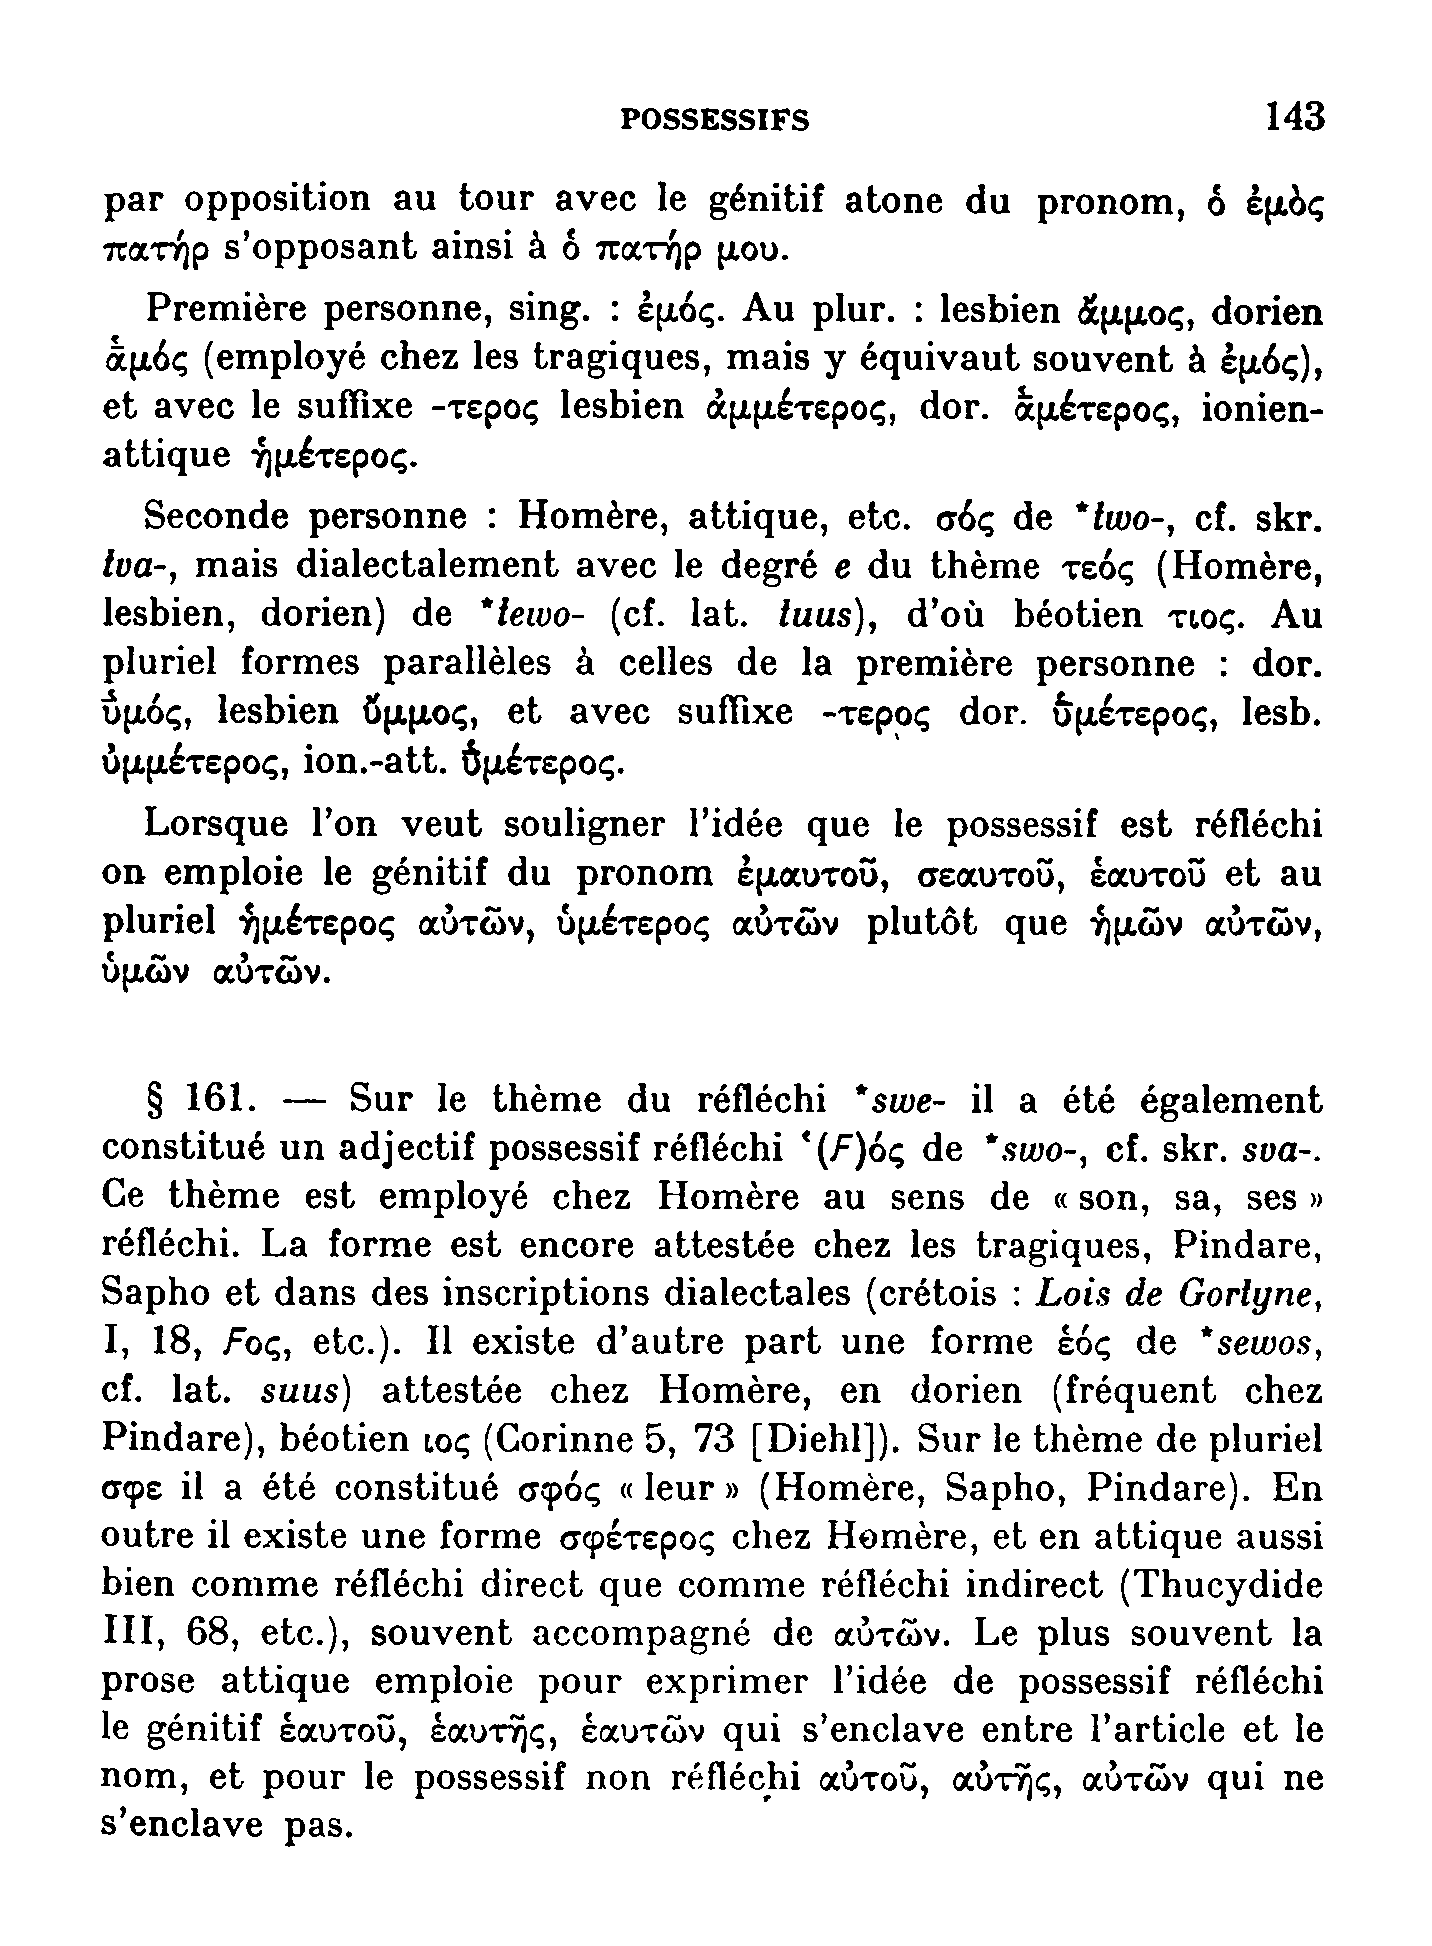 POSSESSIFS 143
par opposition au tour avec le génitif atone du pronom, ὁ ἐμὸς
πατήρ s'opposant ainsi à ὁ πατήρ μου.
Première personne, sing. : ἐμός. Au plur. : lesbien ἄμμος, dorien
ᾱ̔μός (employé chez les tragiques, mais y équivaut souvent à ἐμός),
et avec le suffixe -τερος lesbien ἀμμέτερος, dor. ᾱ̔μέτερος, ionien-
attique ἡμέτερος.
Seconde personne : Homère, attique, etc. σός de *two-, cf. skr.
tva-, mais dialectalement avec le degré e du thème τεός (Homère,
lesbien, dorien) de *tewo- (cf. lat. tuus), d'où béotien τιος. Au
pluriel formes parallèles à celles de la première personne : dor.
ῡ̔μός, lesbien ὔμμος, et avec suffixe -τερος dor. ῡ̔μέτερος, lesb.
ὐμμέτερος, ion.-att. ῡ̔μέτερος.
Lorsque l'on veut souligner l'idée que le possessif est réfléchi
on emploie le génitif du pronom ἐμαυτοῦ, σεαυτοῦ, ἑαυτοῦ et au
pluriel ἡμέτερος αὐτῶν, ὑμέτερος αὐτῶν plutôt que ἡμῶν αὐτῶν,
ὑμῶν αὐτῶν.
§ 161. — Sur le thème du réfléchi *swe- il a été également
constitué un adjectif possessif réfléchi ‛(F)ός de *swo-, cf. skr. sva-.
Ce thème est employé chez Homère au sens de « son, sa, ses »
réfléchi. La forme est encore attestée chez les tragiques, Pindare,
Sapho et dans des inscriptions dialectales (crétois : Lois de Gortyne,
I, 18, Fος, etc.). Il existe d'autre part une forme ἑός de *sewos,
cf. lat. suus) attestée chez Homère, en dorien (fréquent chez
Pindare), béotien ιος (Corinne 5, 73 [Diehl]). Sur le thème de pluriel
σφε il a été constitué σφός « leur » (Homère, Sapho, Pindare). En
outre il existe une forme σφέτερος chez Homère, et en attique aussi
bien comme réfléchi direct que comme réfléchi indirect (Thucydide
III, 68, etc.), souvent accompagné de αὐτῶν. Le plus souvent la
prose attique emploie pour exprimer l'idée de possessif réfléchi
le génitif ἑαυτοῦ, ἑαυτῆς, ἑαυτῶν qui s'enclave entre l'article et le
nom, et pour le possessif non réfléchi αὐτοῦ, αὐτῆς, αὐτῶν qui ne
s'enclave pas.